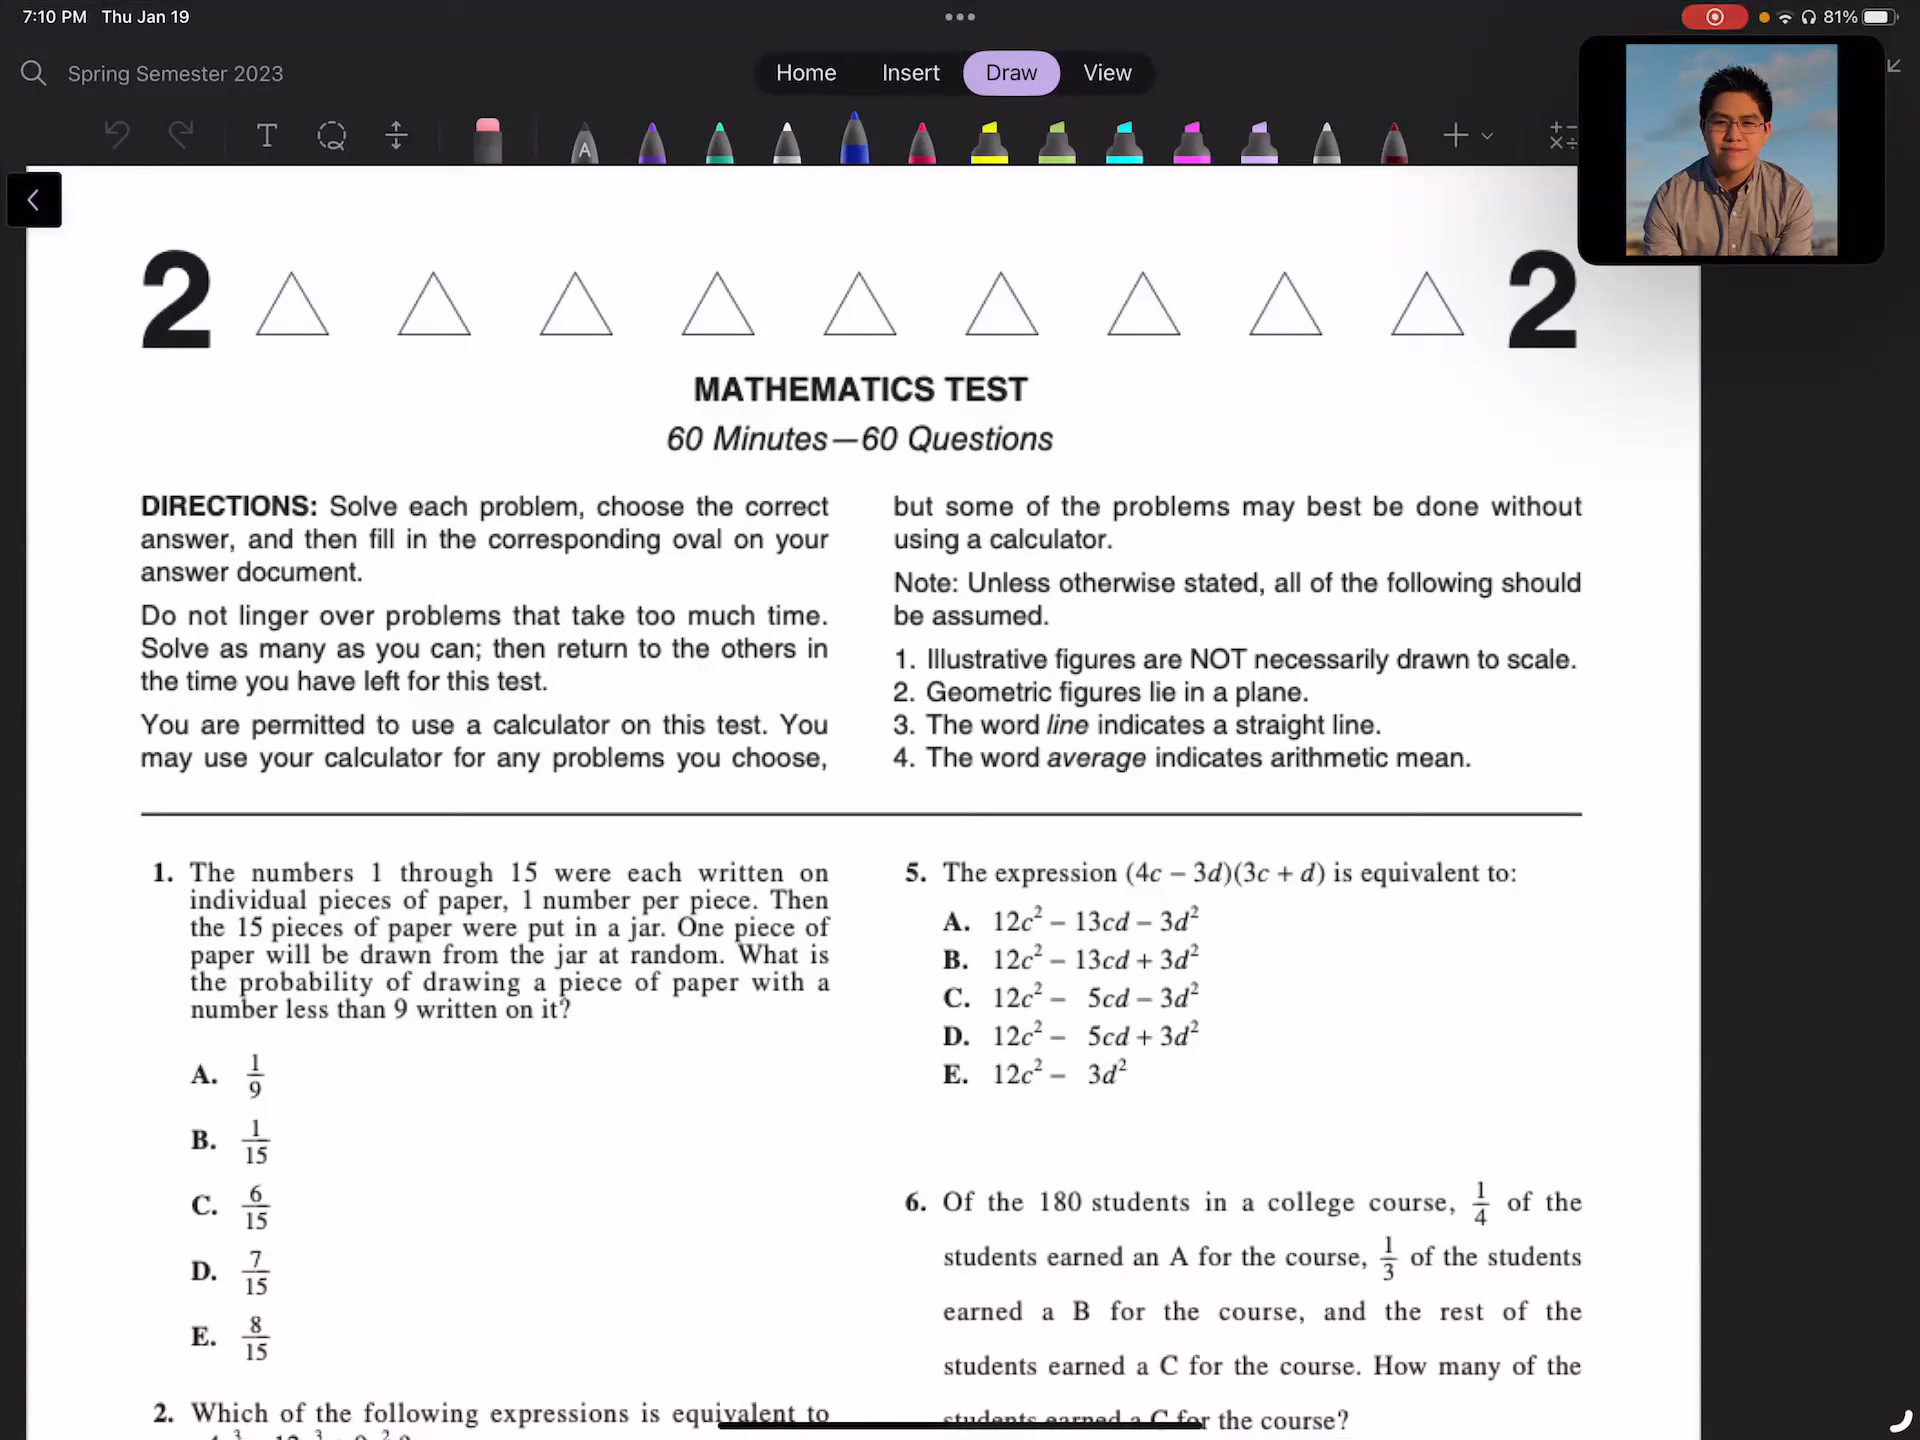 7:10 PM Thu Jan 19
81%
Spring Semester 2023
Home Insert Draw View
T
A
2 2
MATHEMATICS TEST
60 Minutes—60 Questions
DIRECTIONS: Solve each problem, choose the correct
answer, and then fill in the corresponding oval on your
answer document.
Do not linger over problems that take too much time.
Solve as many as you can; then return to the others in
the time you have left for this test.
You are permitted to use a calculator on this test. You
may use your calculator for any problems you choose,
but some of the problems may best be done without
using a calculator.
Note: Unless otherwise stated, all of the following should
be assumed.
1. Illustrative figures are NOT necessarily drawn to scale.
2. Geometric figures lie in a plane.
3. The word line indicates a straight line.
4. The word average indicates arithmetic mean.
1. The numbers 1 through 15 were each written on
individual pieces of paper, 1 number per piece. Then
the 15 pieces of paper were put in a jar. One piece of
paper will be drawn from the jar at random. What is
the probability of drawing a piece of paper with a
number less than 9 written on it?
A. 1/9
B. 1/15
C. 6/15
D. 7/15
E. 8/15
2. Which of the following expressions is equivalent to
5. The expression (4c − 3d)(3c + d) is equivalent to:
A. 12c² − 13cd − 3d²
B. 12c² − 13cd + 3d²
C. 12c² − 5cd − 3d²
D. 12c² − 5cd + 3d²
E. 12c² − 3d²
6. Of the 180 students in a college course, 1/4 of the
students earned an A for the course, 1/3 of the students
earned a B for the course, and the rest of the
students earned a C for the course. How many of the
students earned a C for the course?